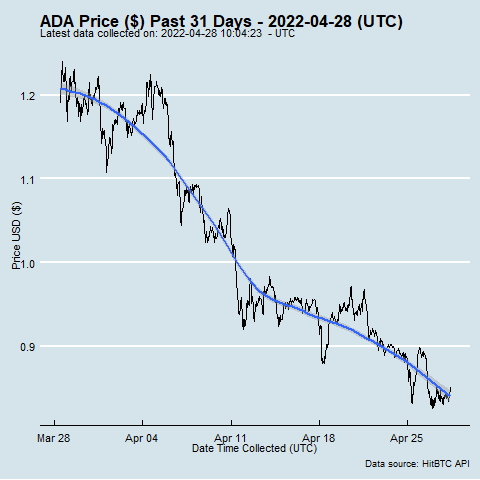 ADA Price ($) Past 31 Days - 2022-04-28 (UTC)
Latest data collected on: 2022-04-28 10:04:23  - UTC
1.2
1.1
1.0
0.9
Price USD ($)
Mar 28
Apr 04
Apr 11
Apr 18
Apr 25
Date Time Collected (UTC)
Data source: HitBTC API